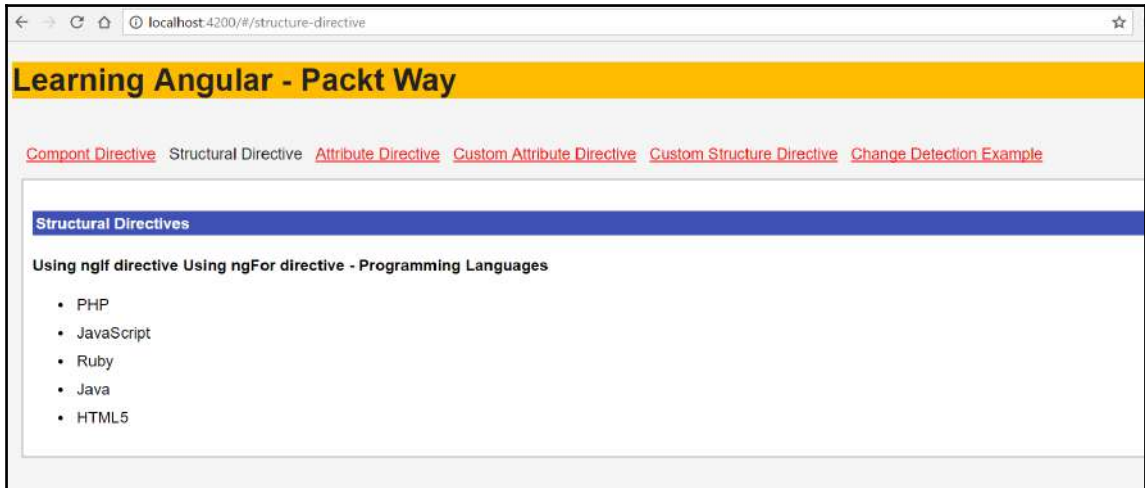 localhost:4200/#/structure-directive
Learning Angular - Packt Way
Compont Directive Structural Directive Attribute Directive Custom Attribute Directive Custom Structure Directive Change Detection Example
Structural Directives
Using ngIf directive Using ngFor directive - Programming Languages
• PHP
• JavaScript
• Ruby
• Java
• HTML5